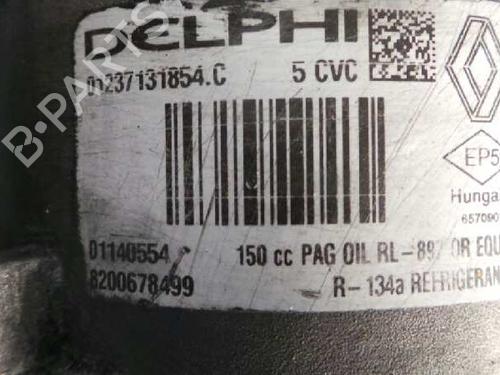 DELPHI
01237131854.C 5 CVC
EP5
Hunga
657090
01140554 150 cc PAG OIL RL-897 OR EQU
8200678499 R-134a REFRIGERAN
B-PARTS